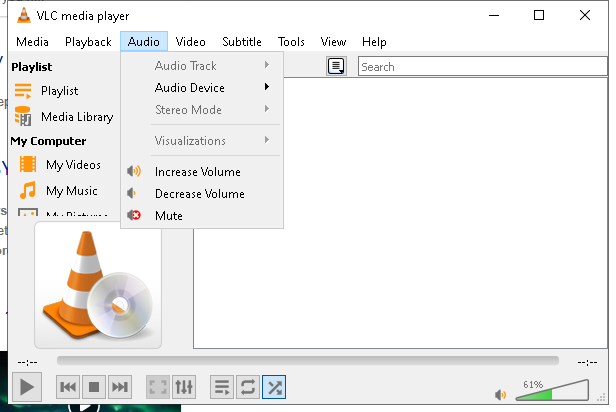 VLC media player
Media Playback Audio Video Subtitle Tools View Help
Playlist
Playlist
Media Library
My Computer
My Videos
My Music
My Pictures
Audio Track
Audio Device
Stereo Mode
Visualizations
Increase Volume
Decrease Volume
Mute
Search
--:--
--:--
61%